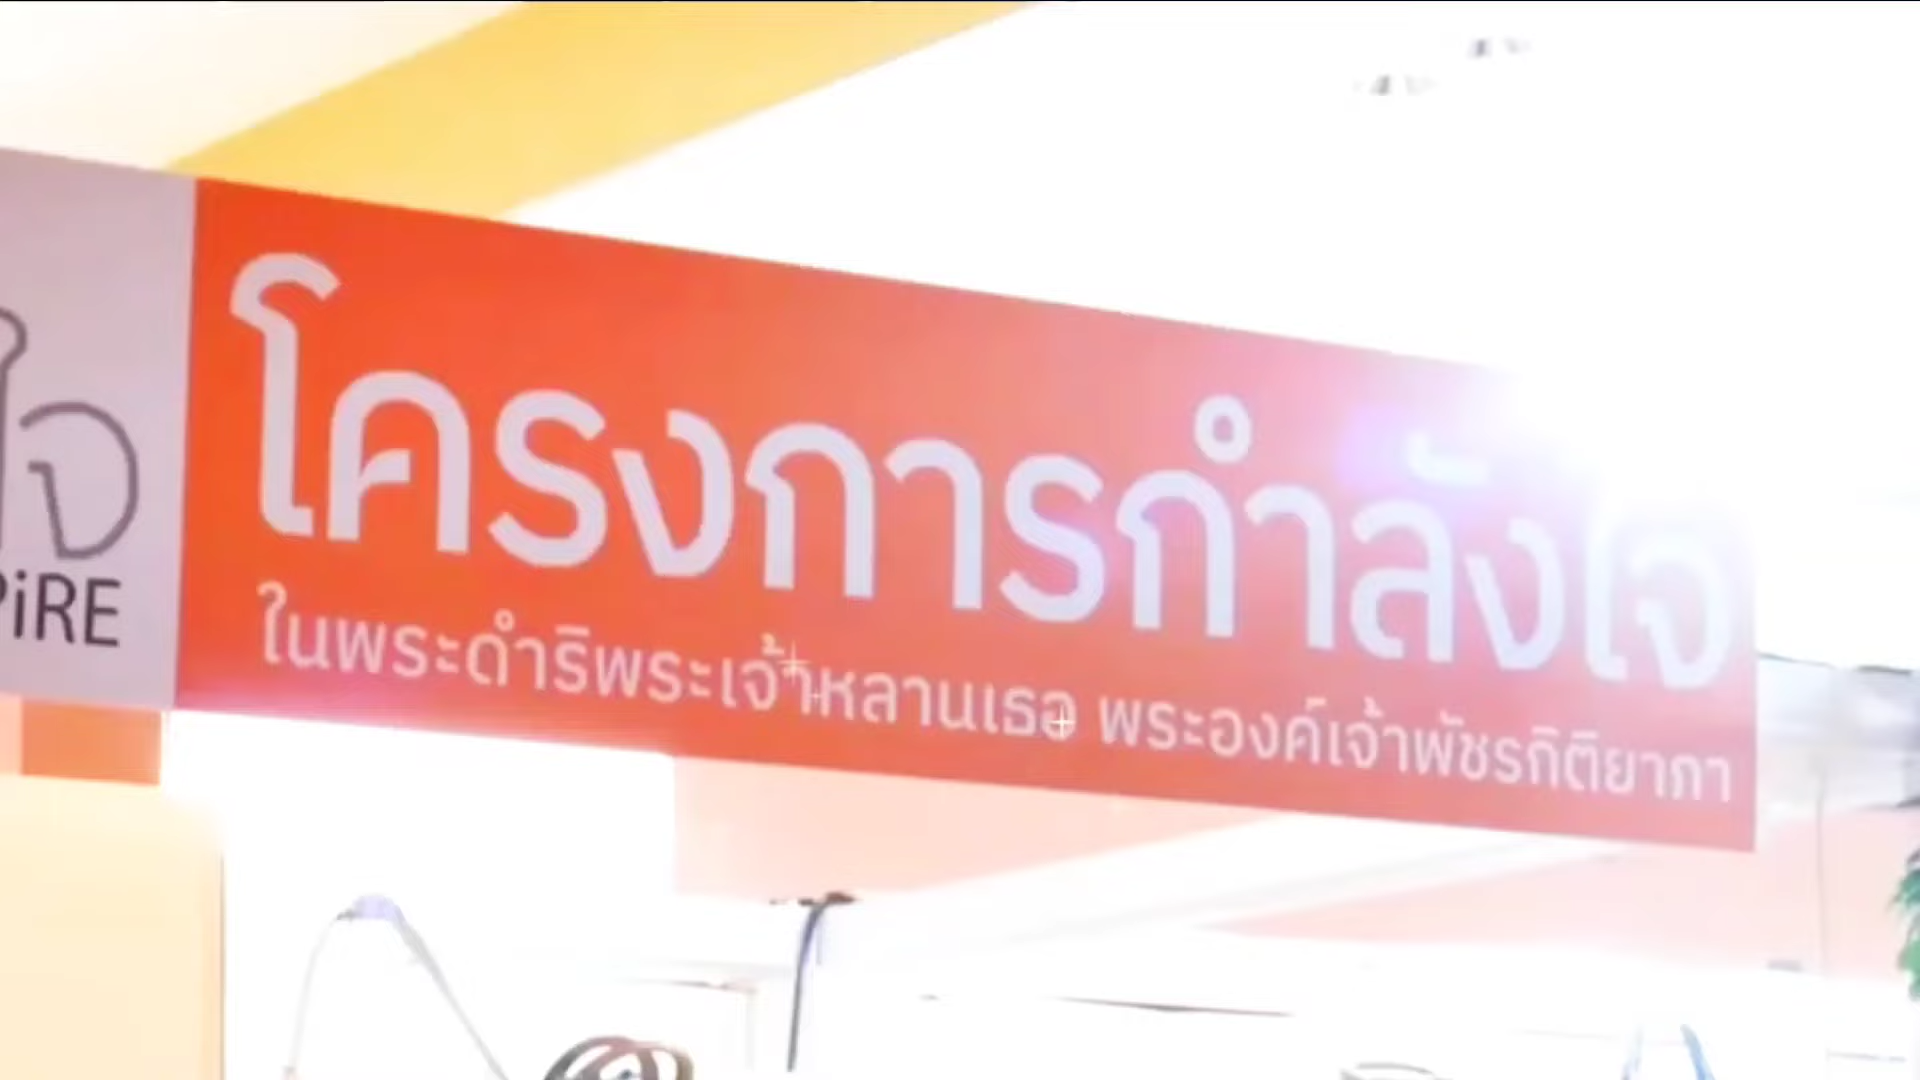 โครงการกำลังใจ
ในพระดำริพระเจ้าหลานเธอ พระองค์เจ้าพัชรกิติยาภา